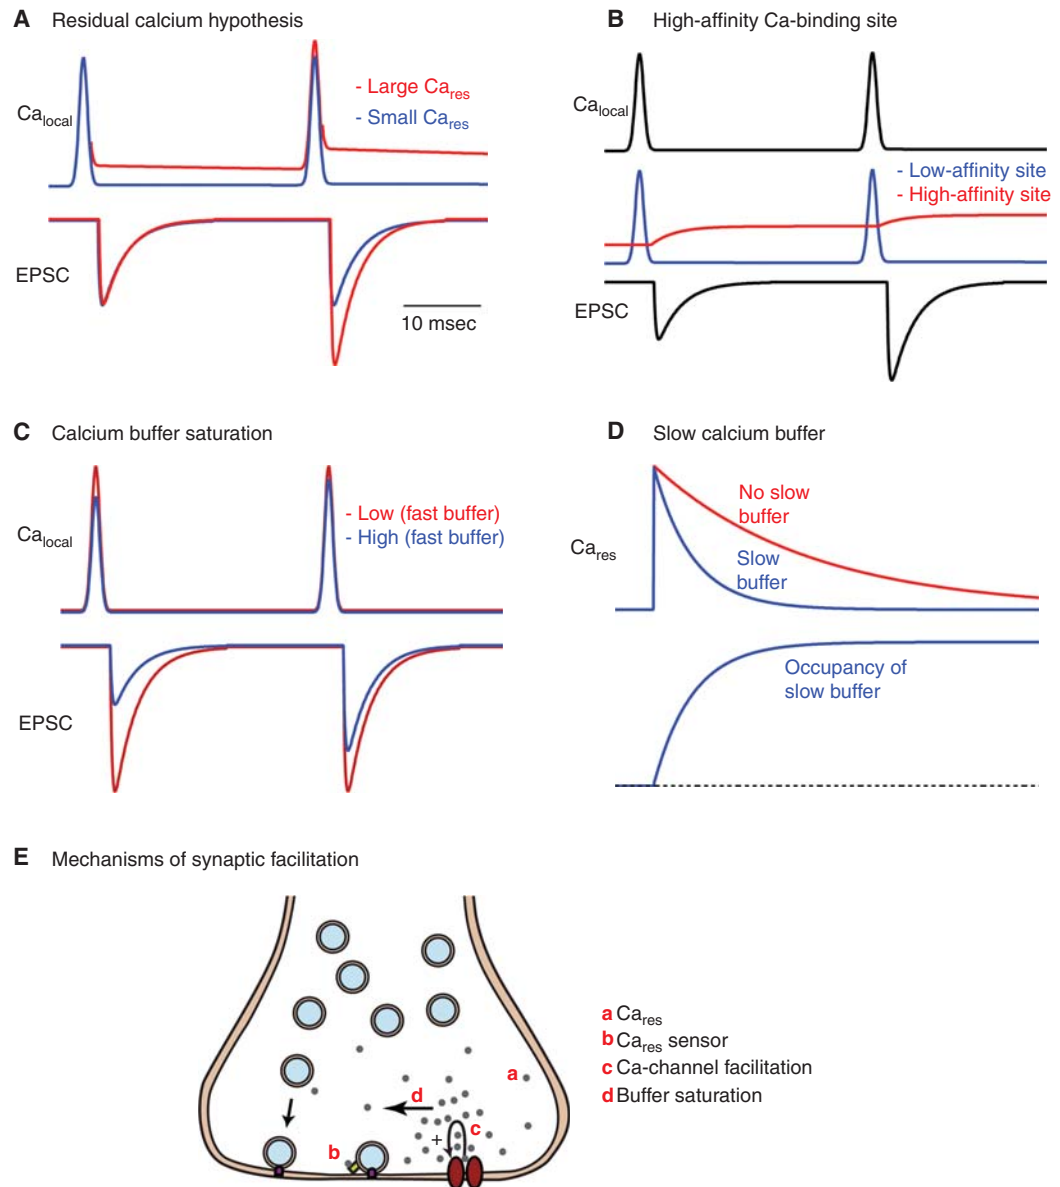 A Residual calcium hypothesis
Ca_local
- Large Ca_res
- Small Ca_res
EPSC
10 msec
B High-affinity Ca-binding site
Ca_local
- Low-affinity site
- High-affinity site
EPSC
C Calcium buffer saturation
Ca_local
- Low (fast buffer)
- High (fast buffer)
EPSC
D Slow calcium buffer
Ca_res
No slow
buffer
Slow
buffer
Occupancy of
slow buffer
E Mechanisms of synaptic facilitation
a
d
c
+
b
a Ca_res
b Ca_res sensor
c Ca-channel facilitation
d Buffer saturation